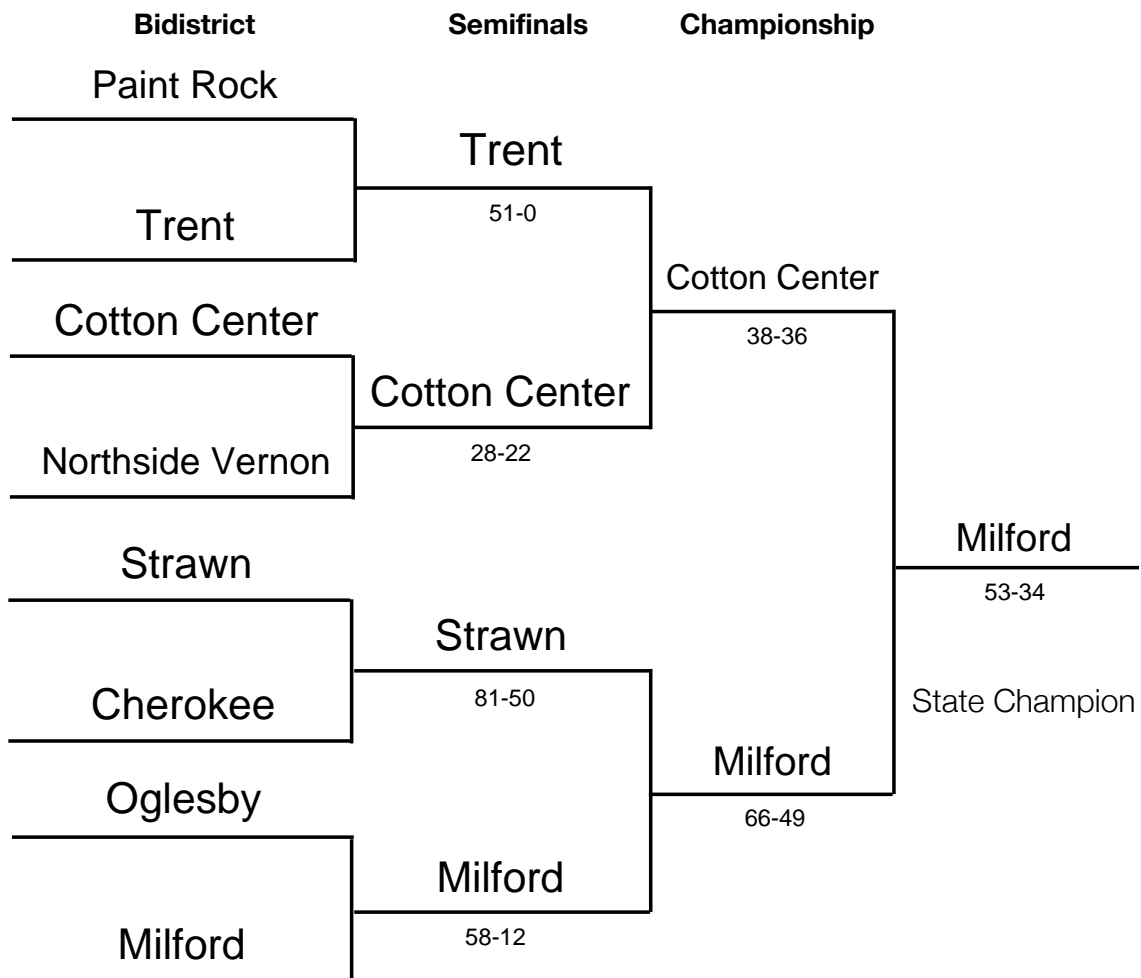 Bidistrict Semifinals Championship
Paint Rock
Trent
51-0
Trent
Cotton Center
38-36
Cotton Center
Cotton Center
28-22
Northside Vernon
Milford
53-34
Strawn
Strawn
81-50
Cherokee
State Champion
Milford
66-49
Oglesby
Milford
58-12
Milford